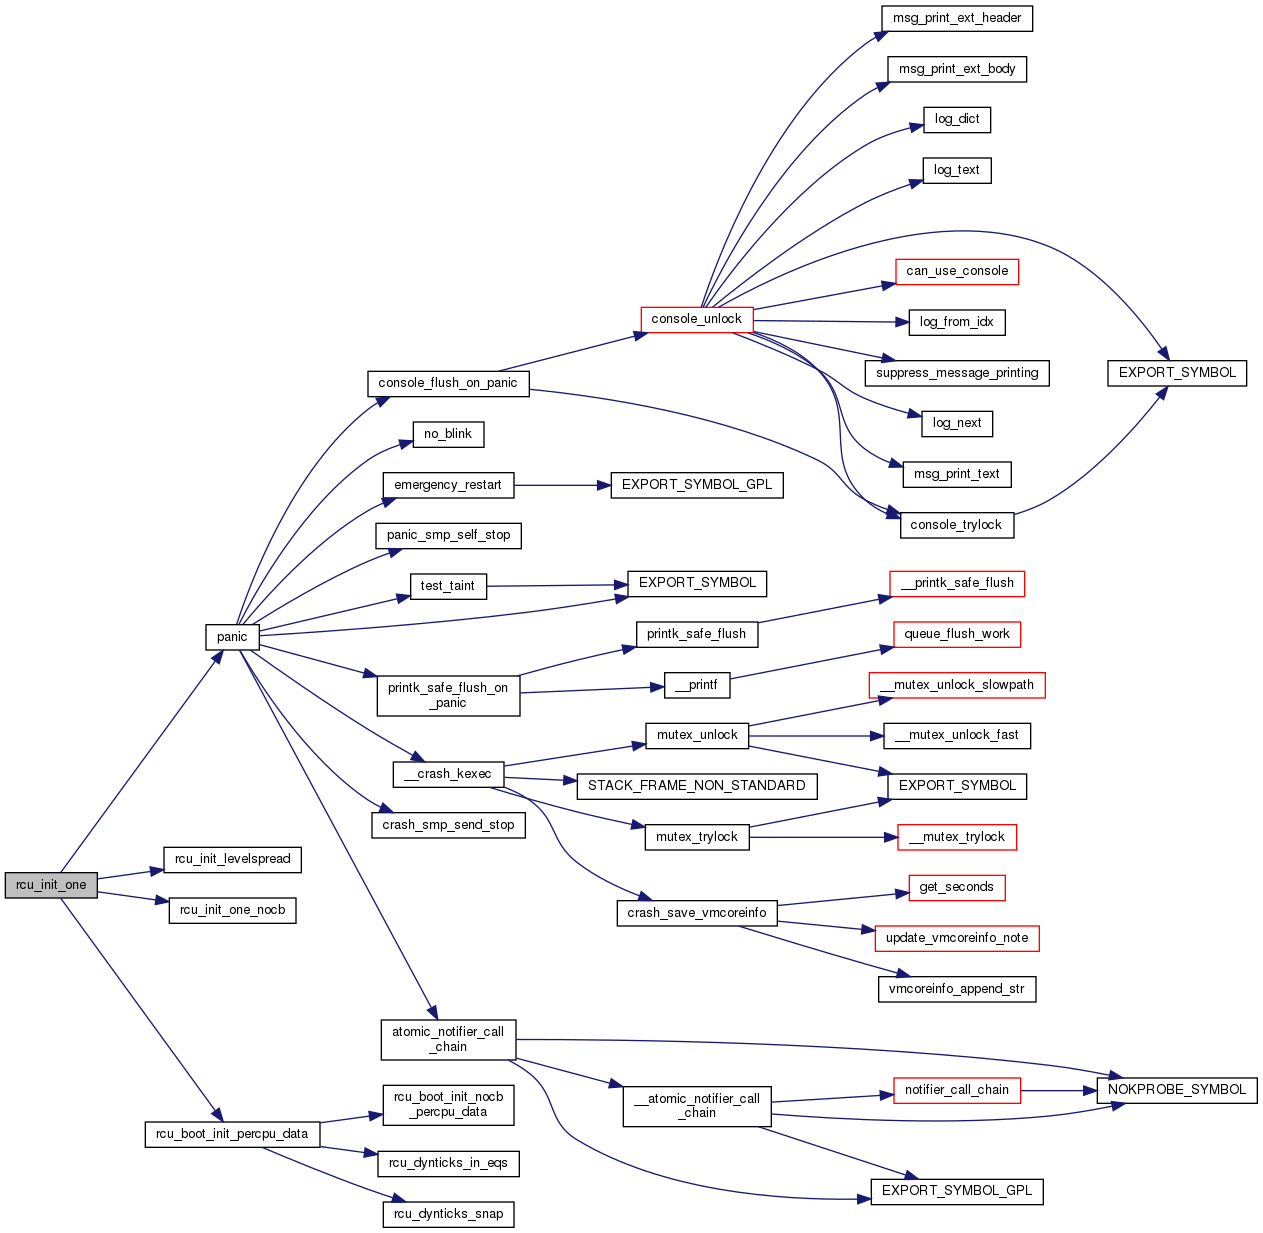 msg_print_ext_header
msg_print_ext_body
log_dict
log_text
can_use_console
console_unlock
log_from_idx
suppress_message_printing
EXPORT_SYMBOL
console_flush_on_panic
log_next
no_blink
msg_print_text
emergency_restart
EXPORT_SYMBOL_GPL
console_trylock
panic_smp_self_stop
test_taint
EXPORT_SYMBOL
__printk_safe_flush
panic
printk_safe_flush
queue_flush_work
printk_safe_flush_on
_panic
__printf
__mutex_unlock_slowpath
mutex_unlock
__mutex_unlock_fast
__crash_kexec
STACK_FRAME_NON_STANDARD
EXPORT_SYMBOL
crash_smp_send_stop
mutex_trylock
__mutex_trylock
rcu_init_levelspread
rcu_init_one
get_seconds
rcu_init_one_nocb
crash_save_vmcoreinfo
update_vmcoreinfo_note
vmcoreinfo_append_str
atomic_notifier_call
_chain
notifier_call_chain
NOKPROBE_SYMBOL
__atomic_notifier_call
_chain
rcu_boot_init_nocb
_percpu_data
rcu_boot_init_percpu_data
rcu_dynticks_in_eqs
EXPORT_SYMBOL_GPL
rcu_dynticks_snap